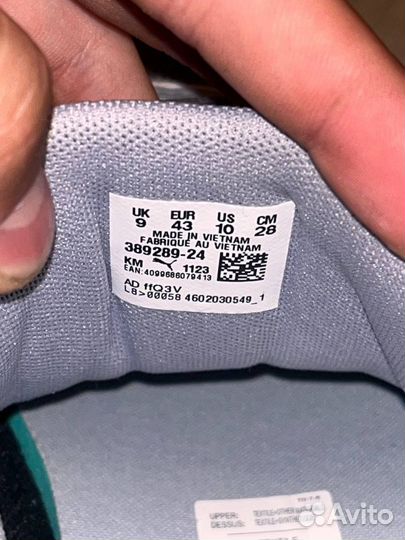 UK EUR US CM
9 43 10 28
MADE IN VIETNAM
FABRIQUÉ AU VIETNAM
389289-24
KM 1123
EAN:4099686079413
AD ffQ3V
L8>00058 4602030549_1
UPPER:
DESSUS:
Avito